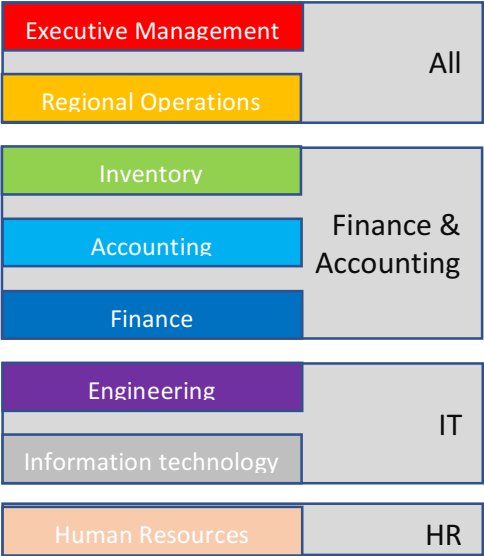 Executive Management
All
Regional Operations
Inventory
Finance &
Accounting
Accounting
Finance
Engineering
IT
Information technology
Human Resources
HR